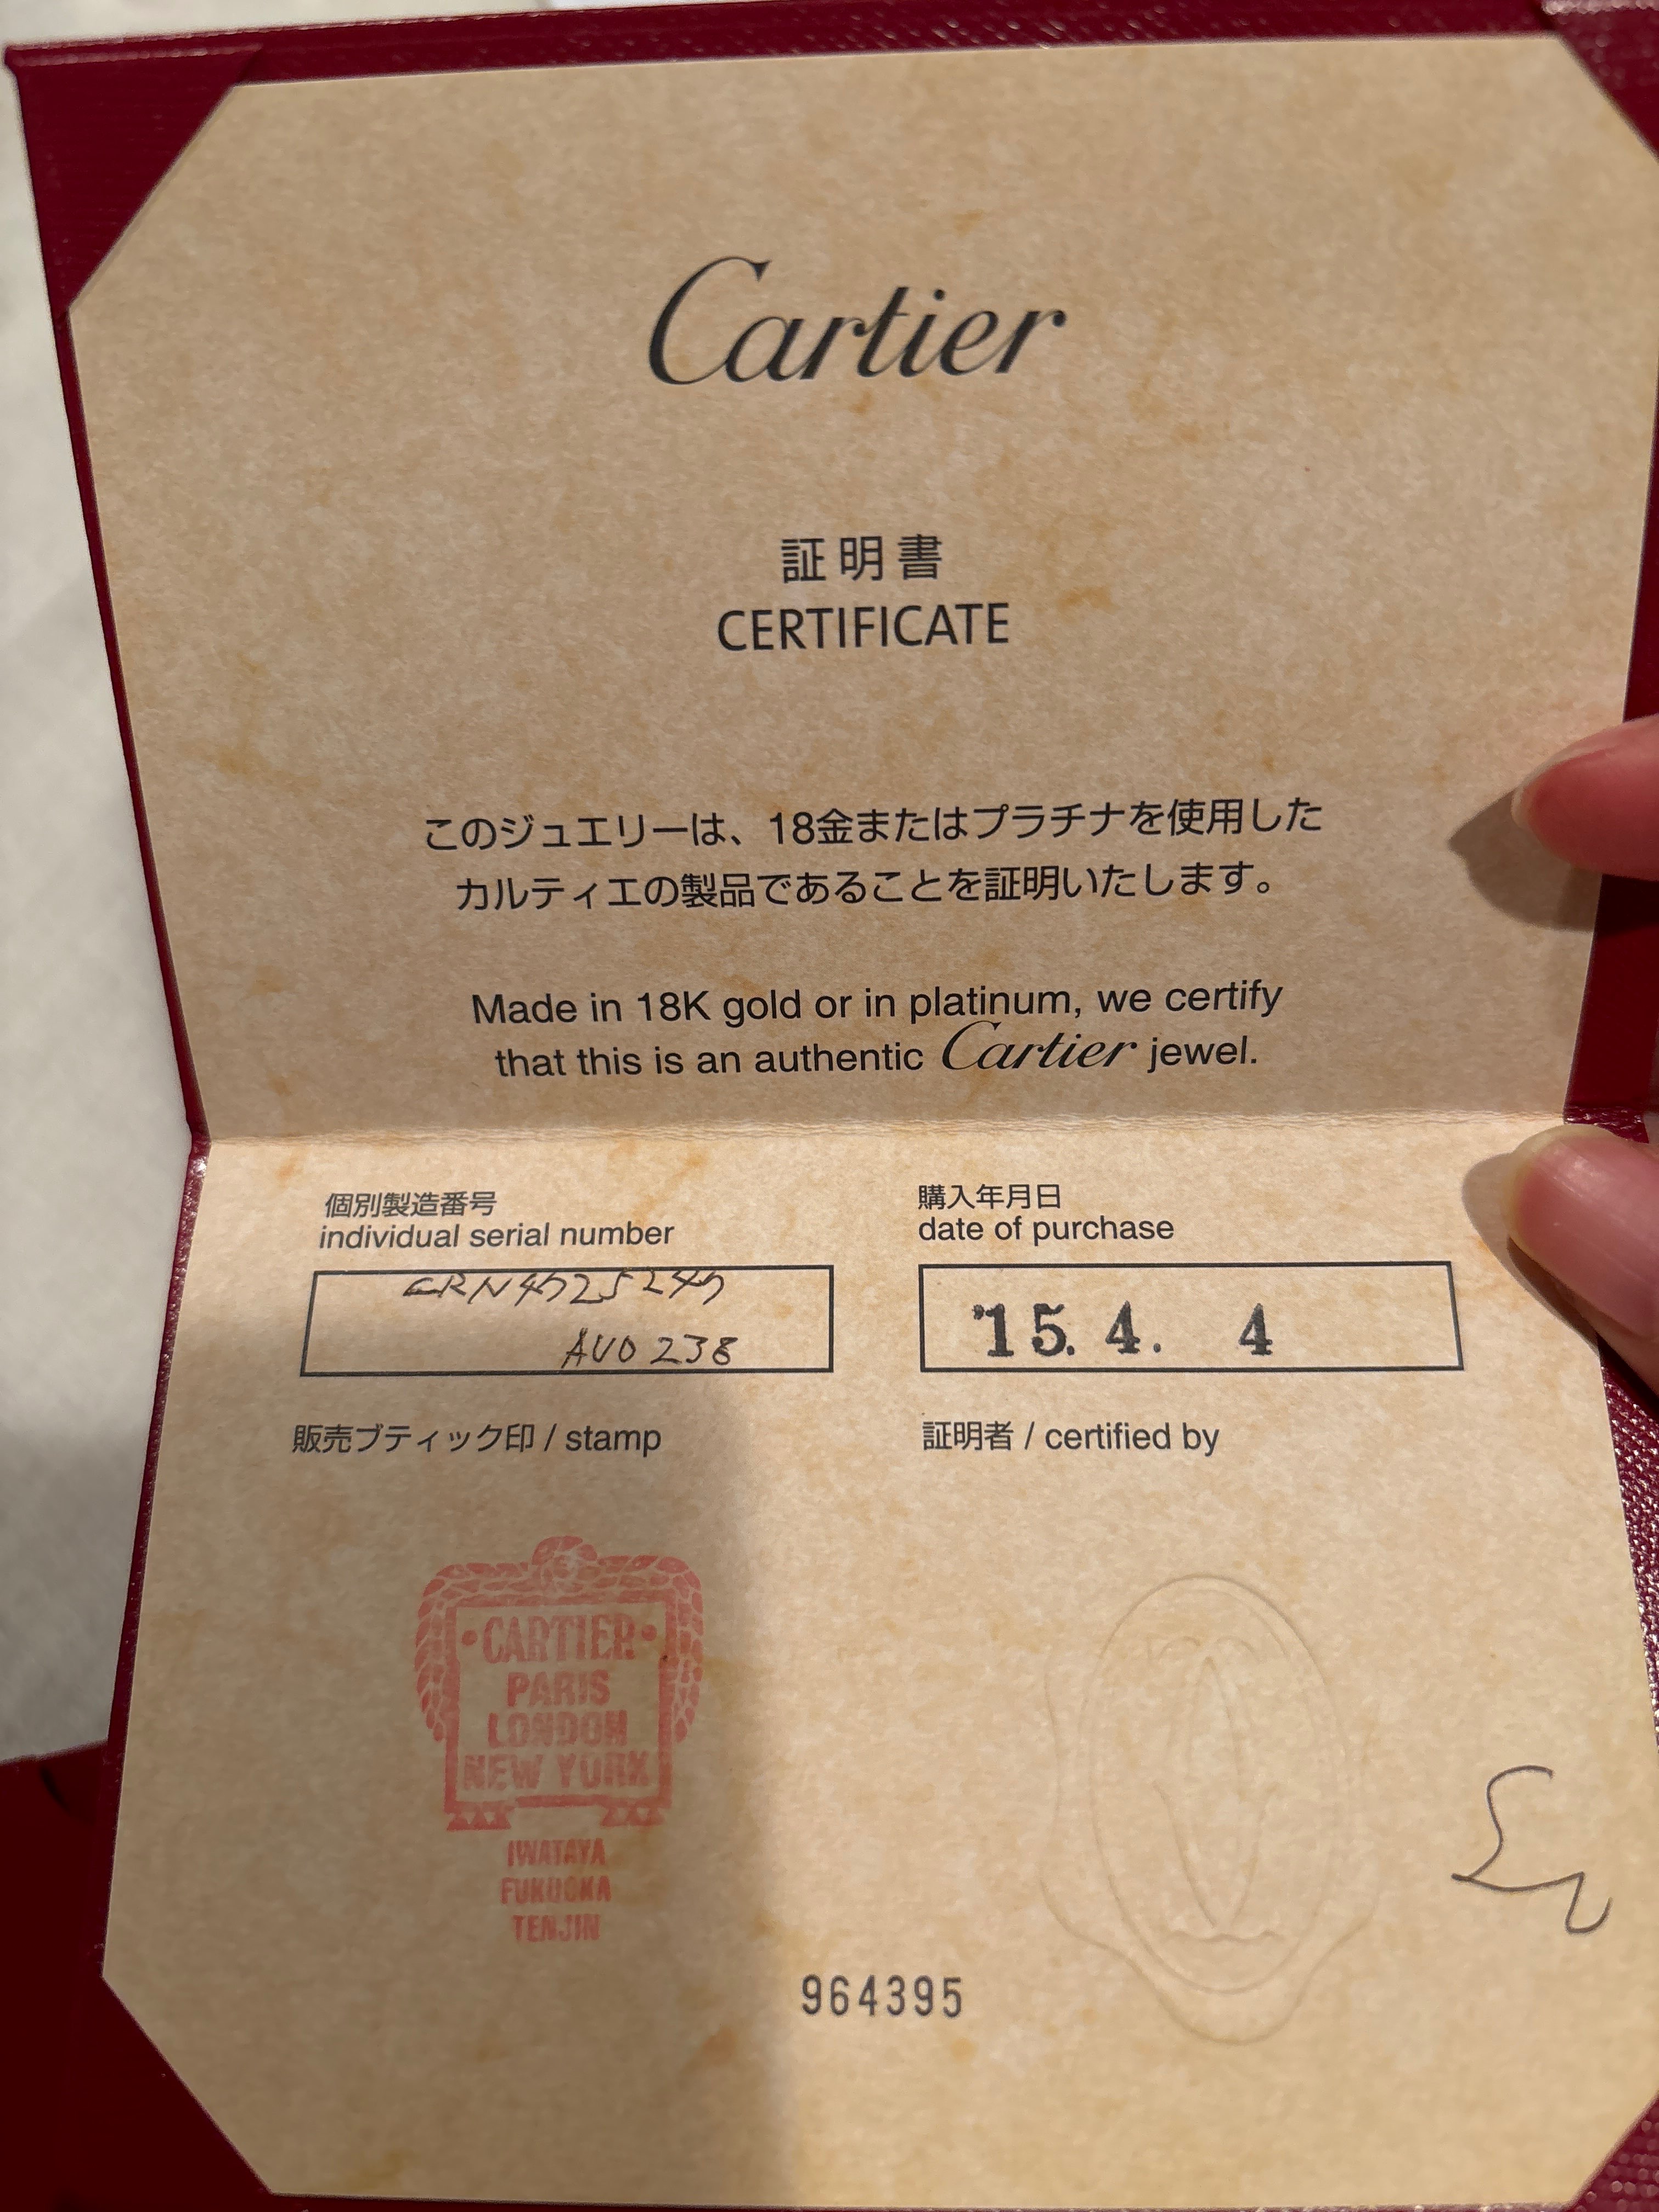 Cartier
証明書
CERTIFICATE
このジュエリーは、18金またはプラチナを使用した
カルティエの製品であることを証明いたします。
Made in 18K gold or in platinum, we certify
that this is an authentic Cartier jewel.
個別製造番号
individual serial number
AUO 238
購入年月日
date of purchase
'15. 4. 4
販売ブティック印 / stamp
証明者 / certified by
CARTIER
PARIS
LONDON
NEW YORK
IWATAYA
FUKUOKA
TENJIN
964395